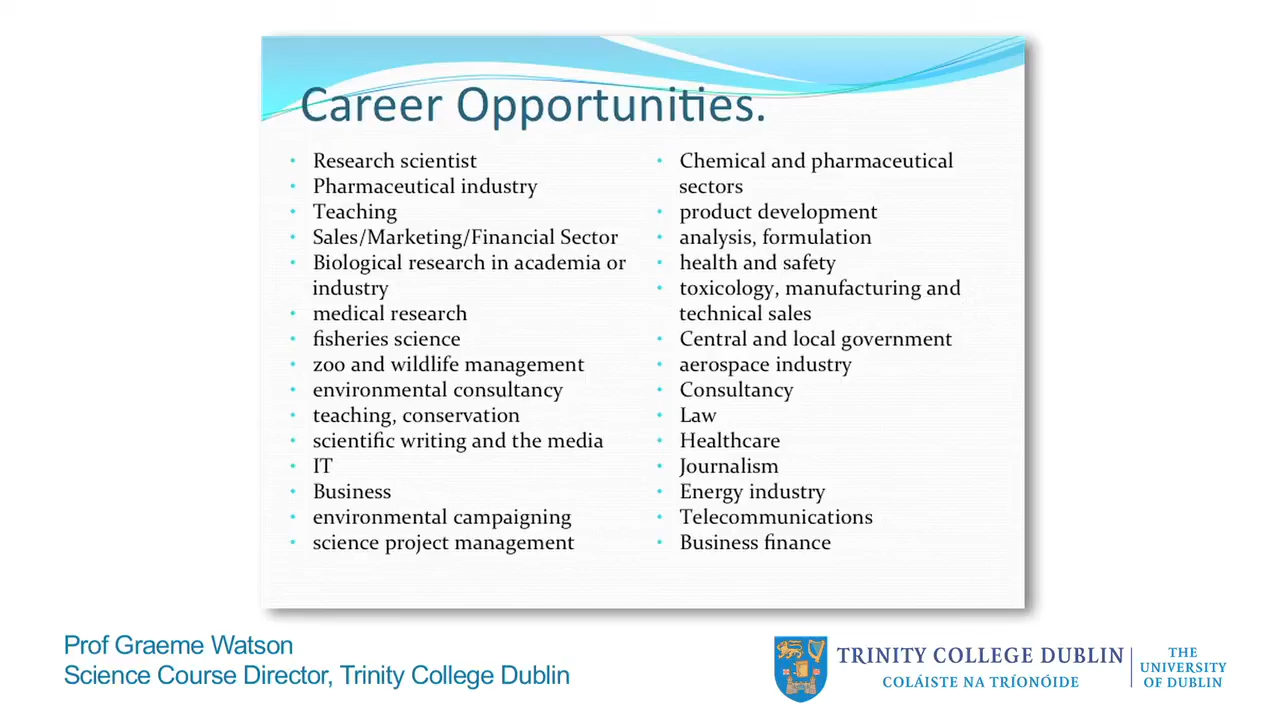 Career Opportunities.
Research scientist
Pharmaceutical industry
Teaching
Sales/Marketing/Financial Sector
Biological research in academia or
industry
medical research
fisheries science
zoo and wildlife management
environmental consultancy
teaching, conservation
scientific writing and the media
IT
Business
environmental campaigning
science project management
Chemical and pharmaceutical
sectors
product development
analysis, formulation
health and safety
toxicology, manufacturing and
technical sales
Central and local government
aerospace industry
Consultancy
Law
Healthcare
Journalism
Energy industry
Telecommunications
Business finance
Prof Graeme Watson
Science Course Director, Trinity College Dublin
TRINITY COLLEGE DUBLIN
COLÁISTE NA TRÍONÓIDE
THE
UNIVERSITY
OF DUBLIN